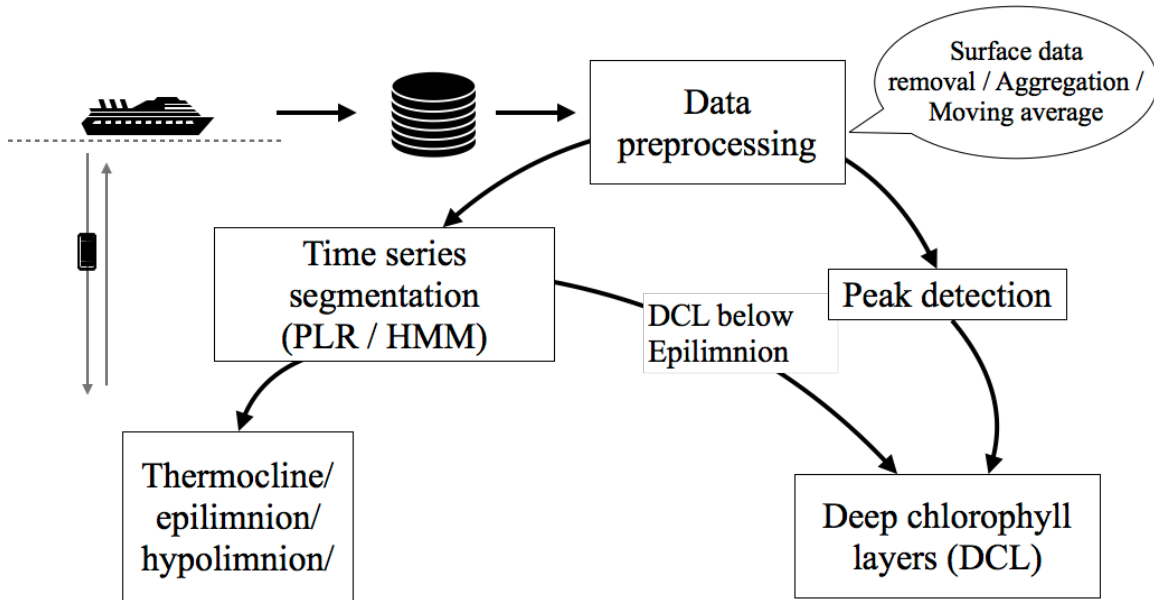 Surface data
removal / Aggregation /
Moving average
Data
preprocessing
Time series
segmentation
(PLR / HMM)
Peak detection
DCL below
Epilimnion
Thermocline/
epilimnion/
hypolimnion/
Deep chlorophyll
layers (DCL)